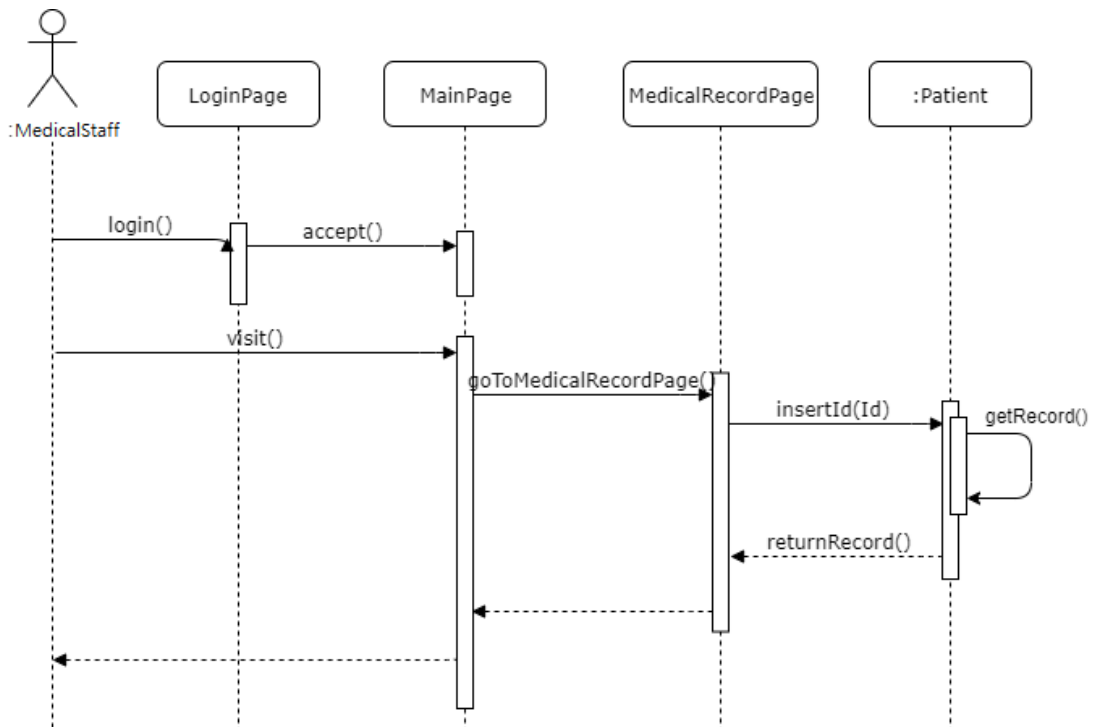 LoginPage
MainPage
MedicalRecordPage
:Patient
:MedicalStaff
login()
accept()
visit()
goToMedicalRecordPage()
insertId(Id)
getRecord()
returnRecord()